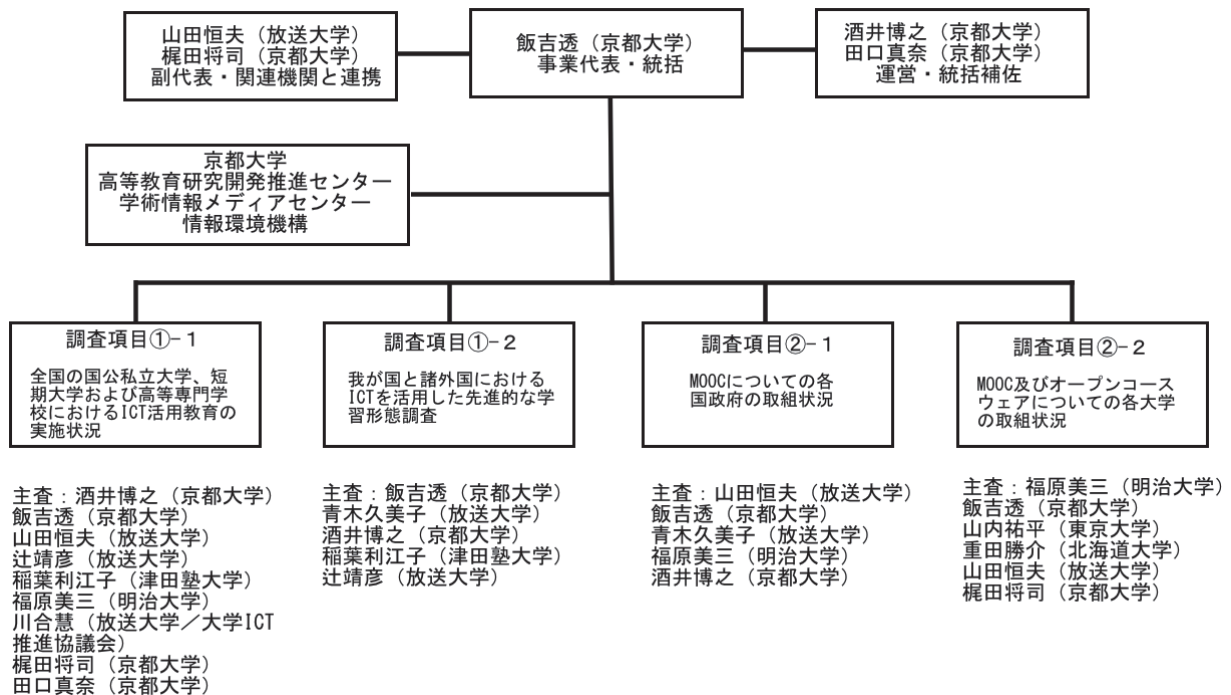 山田恒夫（放送大学）
梶田将司（京都大学）
副代表・関連機関と連携
飯吉透（京都大学）
事業代表・統括
酒井博之（京都大学）
田口真奈（京都大学）
運営・統括補佐
京都大学
高等教育研究開発推進センター
学術情報メディアセンター
情報環境機構
調査項目①-１
全国の国公私立大学、短
期大学および高等専門学
校におけるICT活用教育の
実施状況
調査項目①-２
我が国と諸外国における
ICTを活用した先進的な学
習形態調査
調査項目②-１
MOOCについての各
国政府の取組状況
調査項目②-２
MOOC及びオープンコース
ウェアについての各大学
の取組状況
主査：酒井博之（京都大学）
飯吉透（京都大学）
山田恒夫（放送大学）
辻靖彦（放送大学）
稲葉利江子（津田塾大学）
福原美三（明治大学）
川合慧（放送大学／大学ICT
推進協議会）
梶田将司（京都大学）
田口真奈（京都大学）
主査：飯吉透（京都大学）
青木久美子（放送大学）
酒井博之（京都大学）
稲葉利江子（津田塾大学）
辻靖彦（放送大学）
主査：山田恒夫（放送大学）
飯吉透（京都大学）
青木久美子（放送大学）
福原美三（明治大学）
酒井博之（京都大学）
主査：福原美三（明治大学）
飯吉透（京都大学）
山内祐平（東京大学）
重田勝介（北海道大学）
山田恒夫（放送大学）
梶田将司（京都大学）